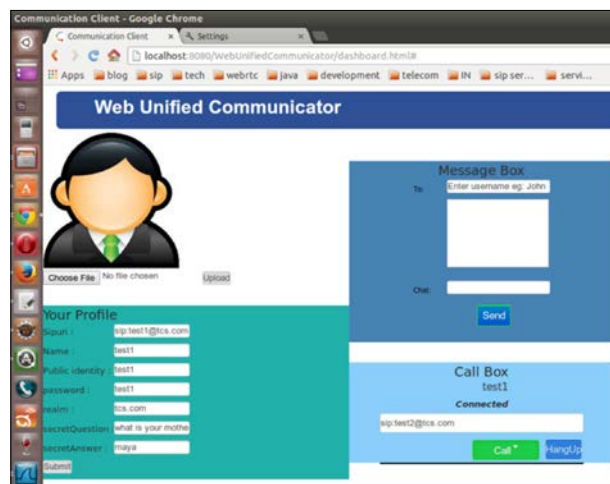 Communication Client - Google Chrome
Communication Client
Settings
localhost:8080/WebUnifiedCommunicator/dashboard.html#
Apps blog sip tech webrtc java development telecom IN sip ser... servi...
Web Unified Communicator
Choose File No file chosen Upload
Your Profile
Sipuri : sip:test1@tcs.com
Name : test1
Public identity : test1
password : test1
realm : tcs.com
secretQuestion : what is your mothe
secretAnswer : maya
Submit
Message Box
To: Enter username eg: John
Chat:
Send
Call Box
test1
Connected
sip:test2@tcs.com
Call HangUp